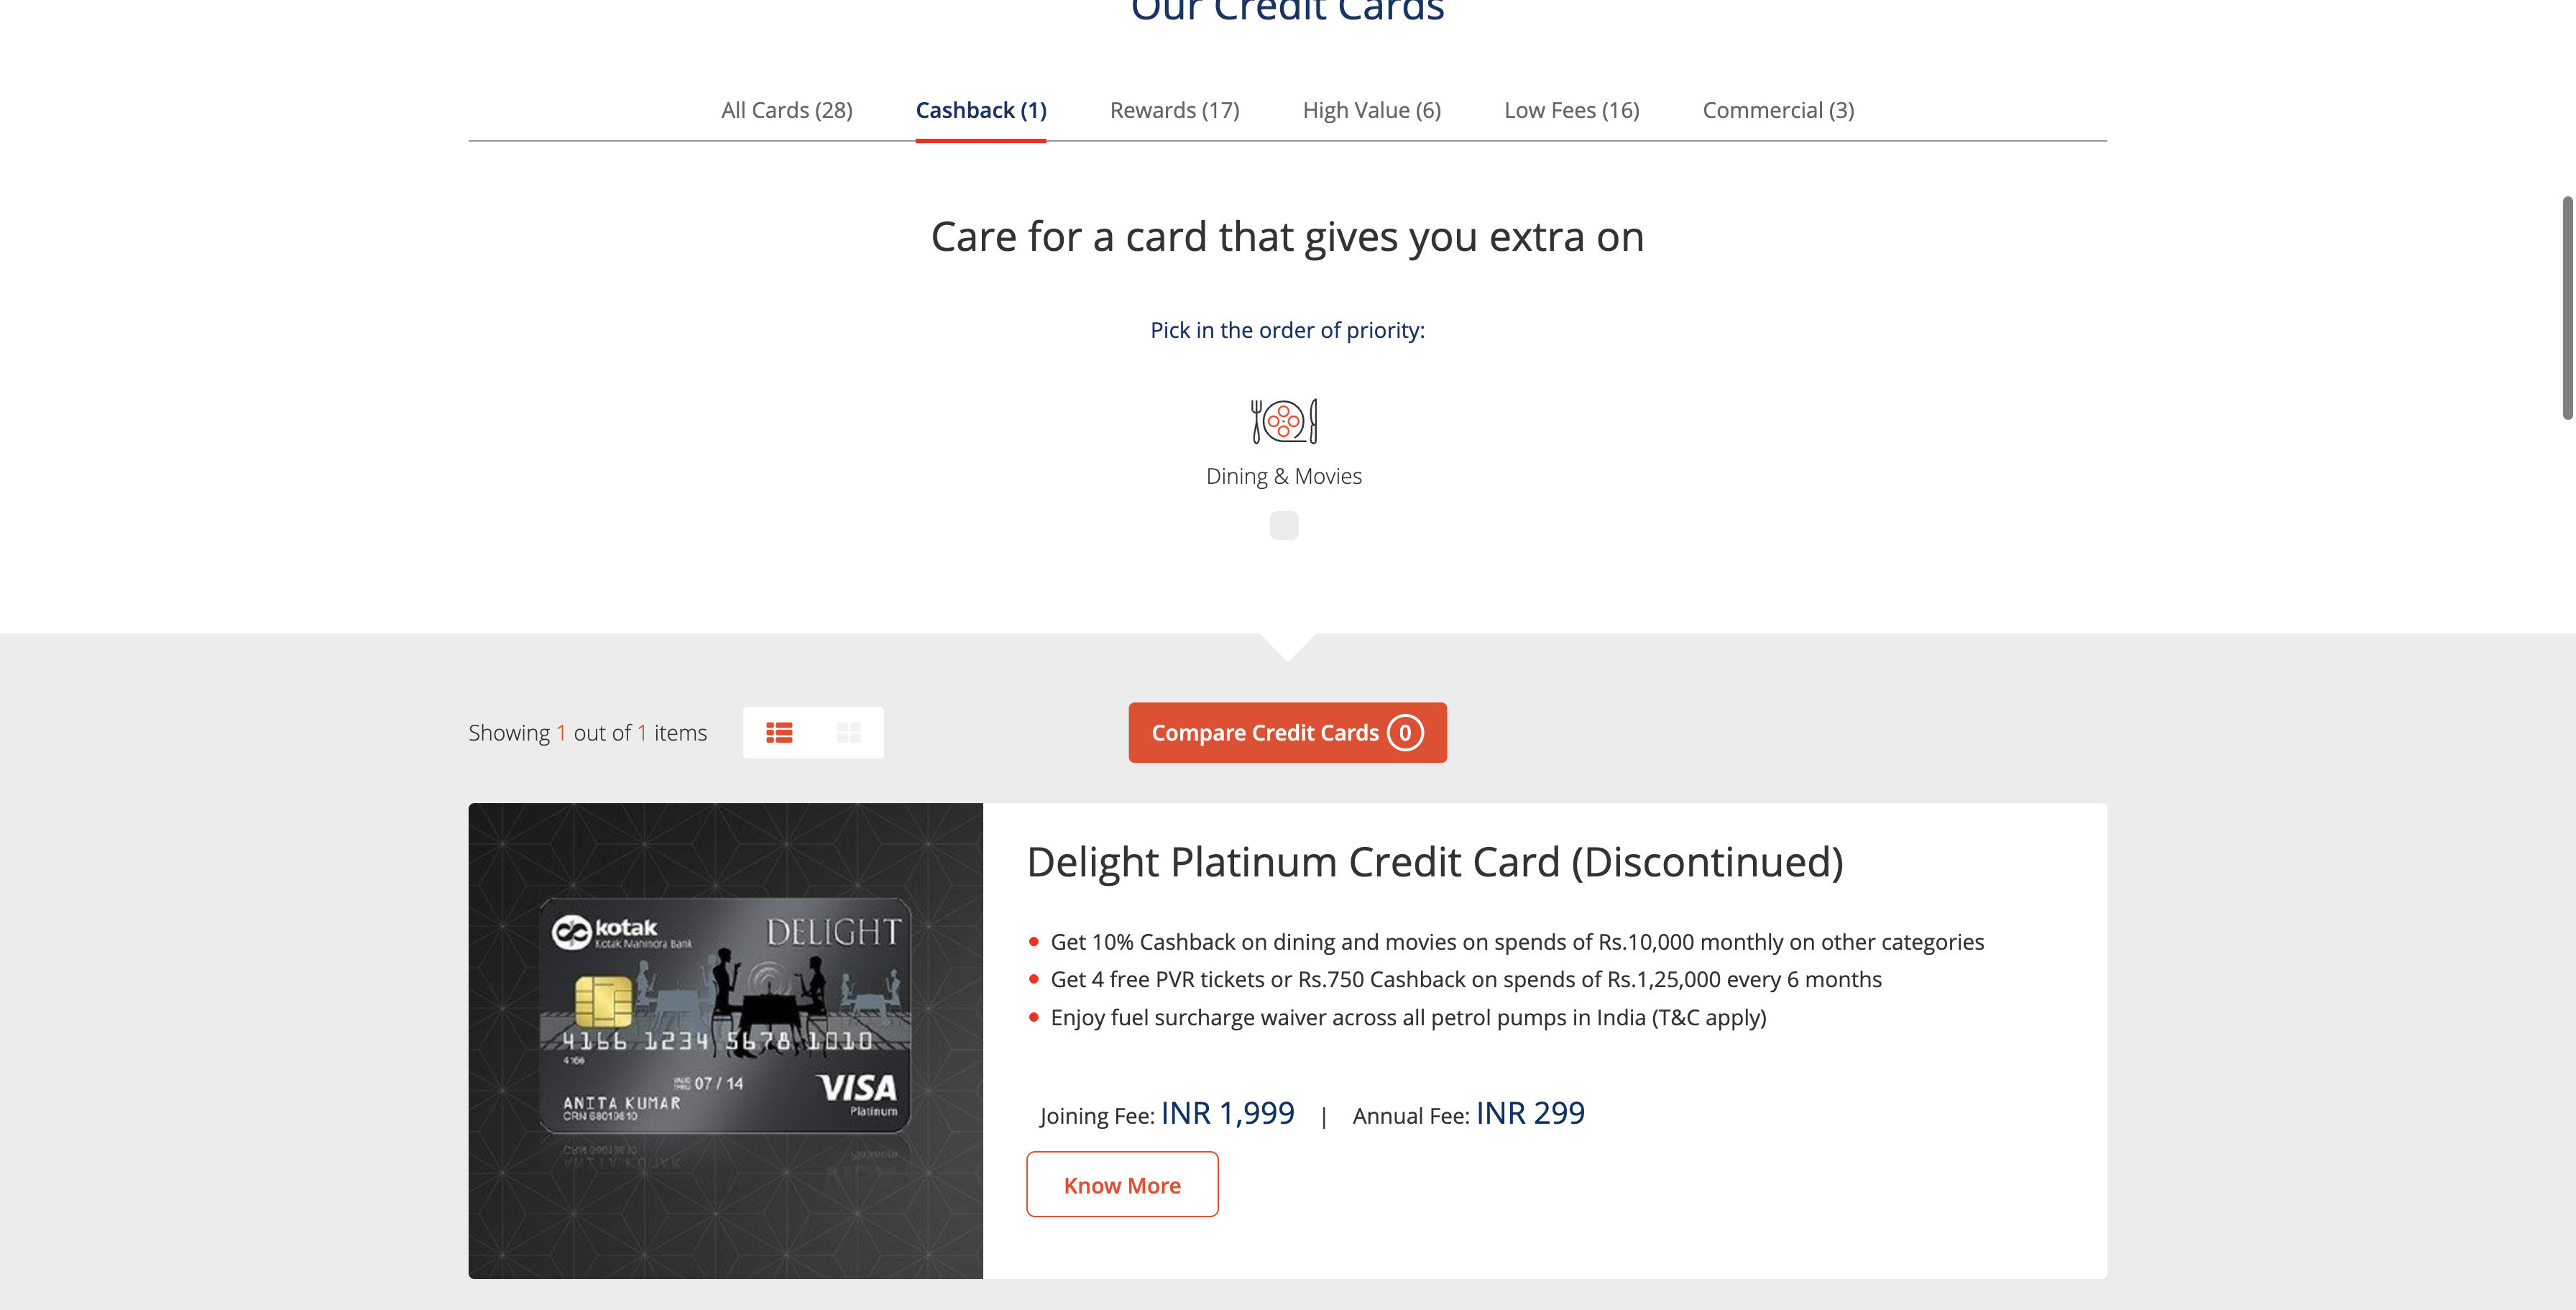 Our Credit Cards
All Cards (28) Cashback (1) Rewards (17) High Value (6) Low Fees (16) Commercial (3)
Care for a card that gives you extra on
Pick in the order of priority:
Dining & Movies
Showing 1 out of 1 items
Compare Credit Cards 0
kotak
Kotak Mahindra Bank
DELIGHT
4166 1234 5678 1010
4166
VALID THRU 07 / 14
ANITA KUMAR
VISA
Platinum
Delight Platinum Credit Card (Discontinued)
Get 10% Cashback on dining and movies on spends of Rs.10,000 monthly on other categories
Get 4 free PVR tickets or Rs.750 Cashback on spends of Rs.1,25,000 every 6 months
Enjoy fuel surcharge waiver across all petrol pumps in India (T&C apply)
Joining Fee: INR 1,999 | Annual Fee: INR 299
Know More